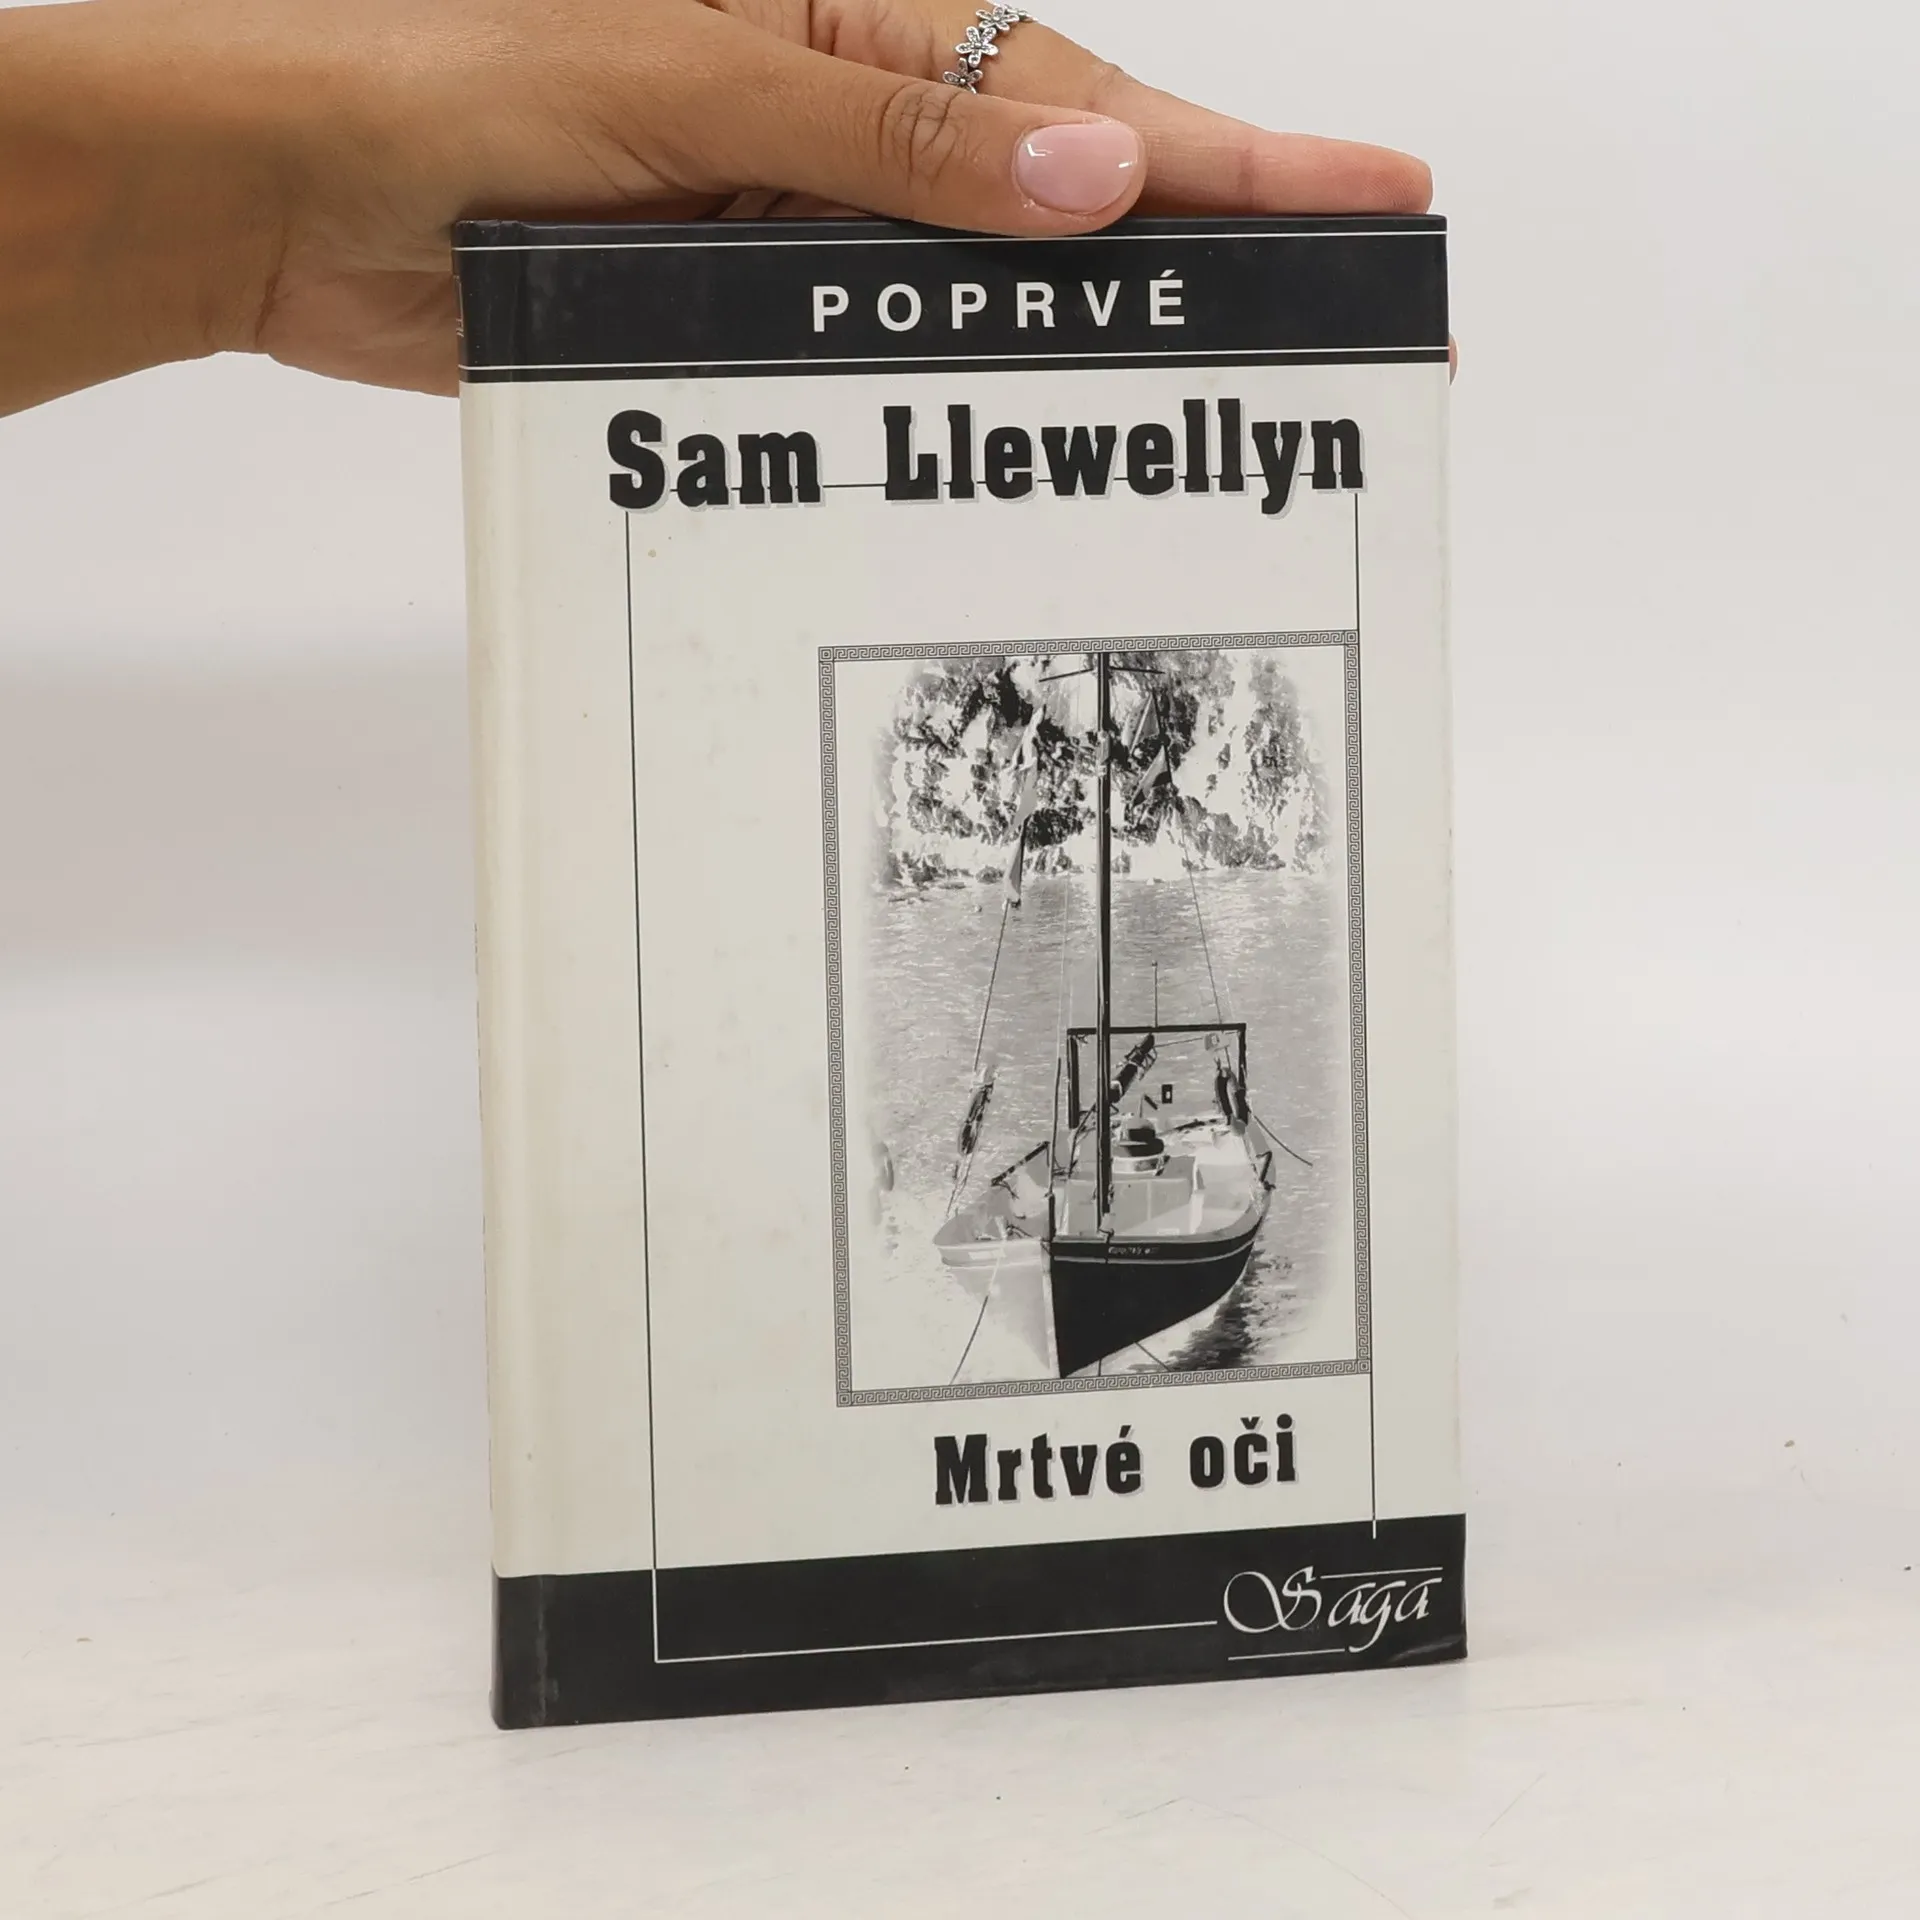 POPRVÉ
Sam Llewellyn
Mrtvé oči
Saga